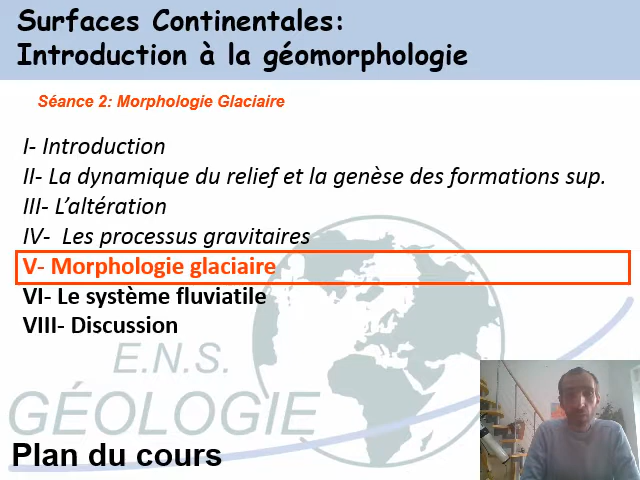 Surfaces Continentales:
Introduction à la géomorphologie
Séance 2: Morphologie Glaciaire
I- Introduction
II- La dynamique du relief et la genèse des formations sup.
III- L’altération
IV-  Les processus gravitaires
V- Morphologie glaciaire
VI- Le système fluviatile
VIII- Discussion
E.N.S.
GÉOLOGIE
Plan du cours